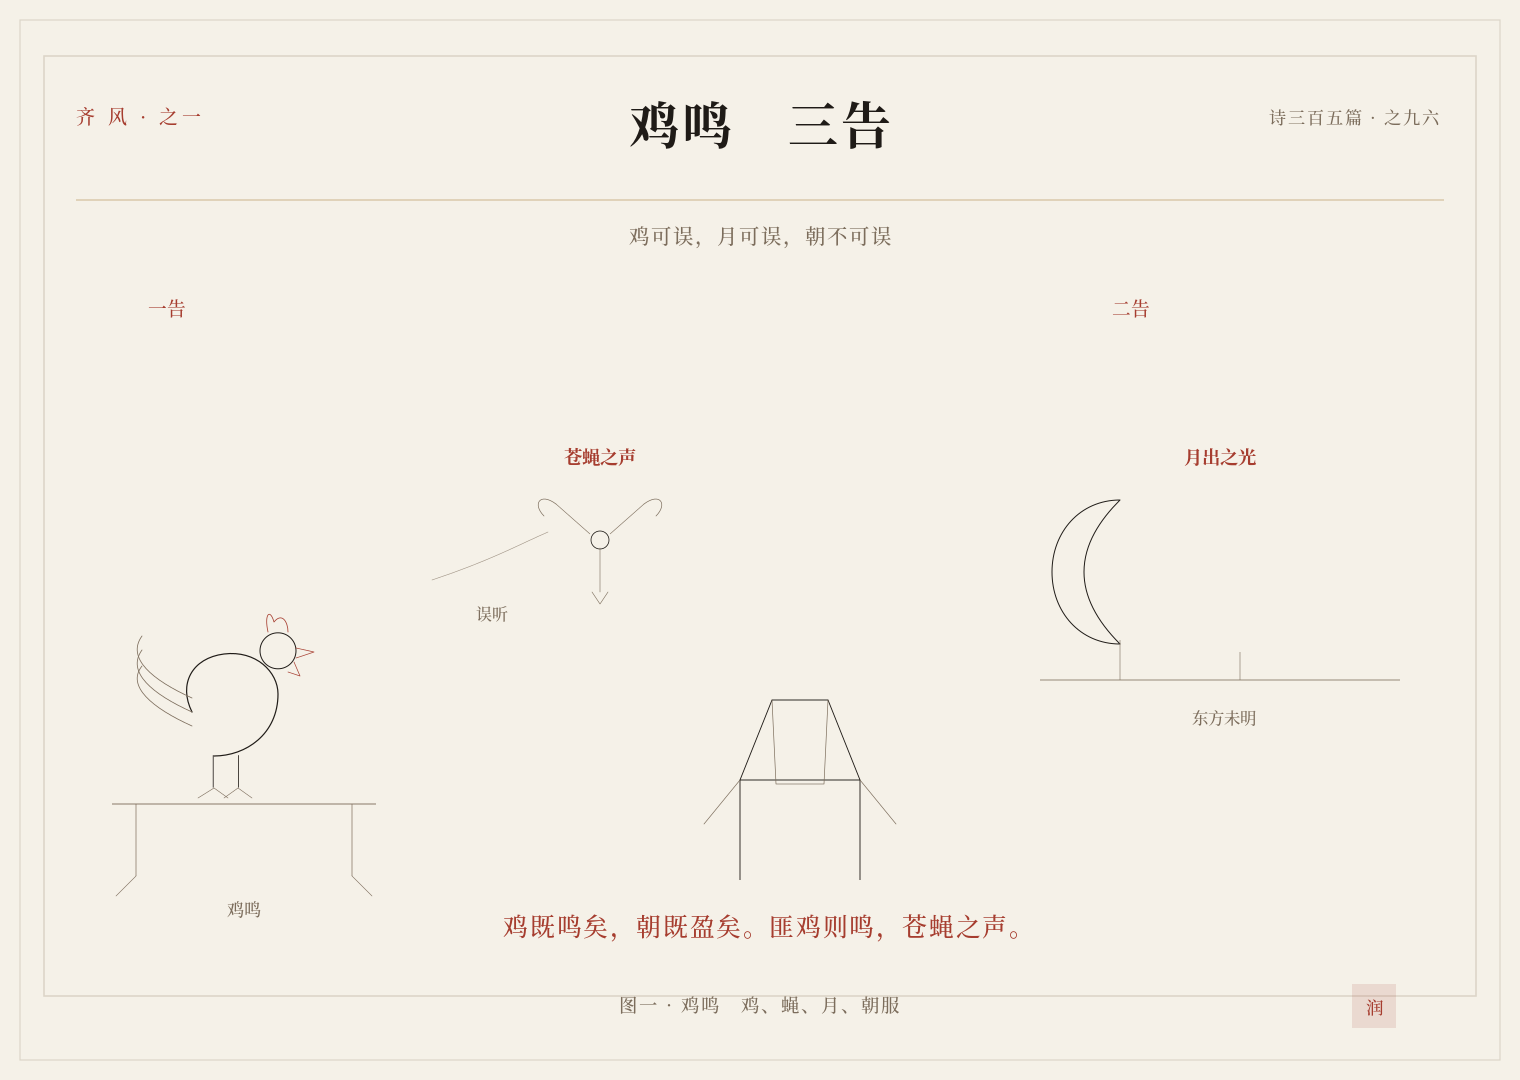 齐 风 · 之一
鸡鸣　三告
诗三百五篇 · 之九六
鸡可误，月可误，朝不可误
一告
二告
苍蝇之声
月出之光
误听
东方未明
鸡鸣
鸡既鸣矣，朝既盈矣。匪鸡则鸣，苍蝇之声。
图一 · 鸡鸣　鸡、蝇、月、朝服
润